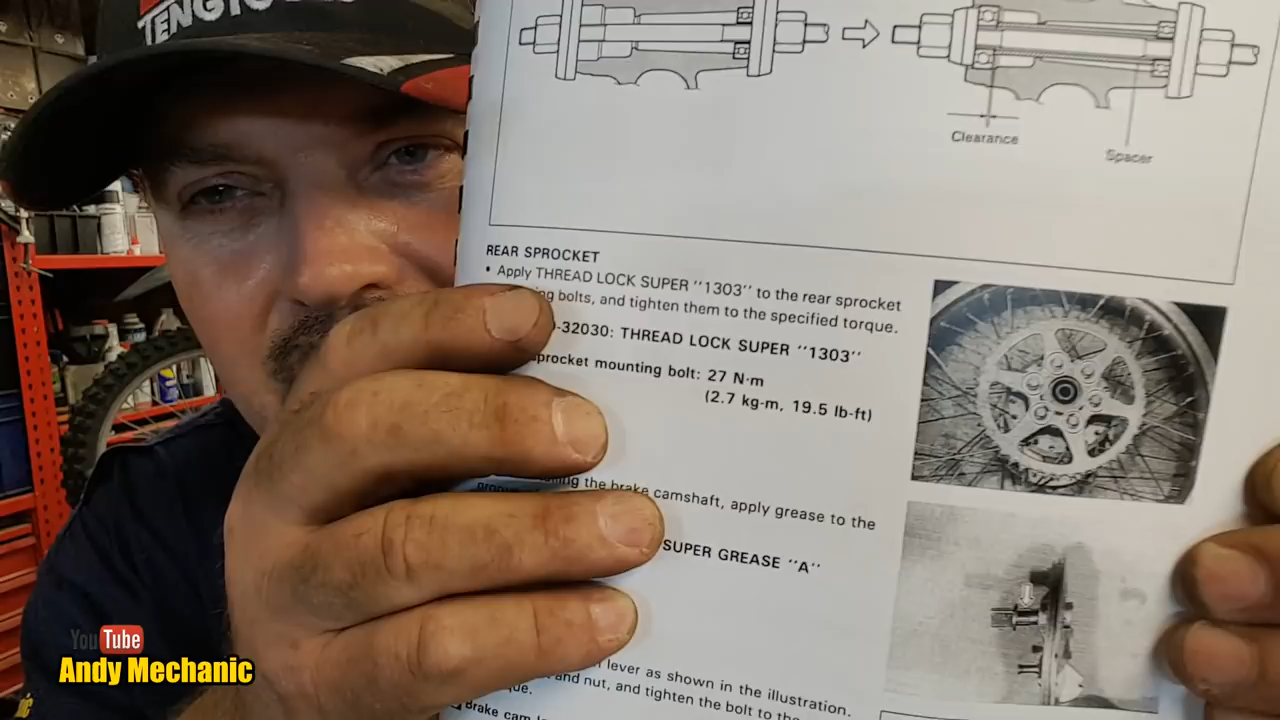 TENGTO
Clearance
Spacer
REAR SPROCKET
• Apply THREAD LOCK SUPER "1303" to the rear sprocket
bolts, and tighten them to the specified torque.
-32030: THREAD LOCK SUPER "1303"
sprocket mounting bolt: 27 N·m
(2.7 kg-m, 19.5 lb-ft)
the brake camshaft, apply grease to the
SUPER GREASE "A"
lever as shown in the illustration.
and nut, and tighten the bolt to the
Brake cam
YouTube
Andy Mechanic